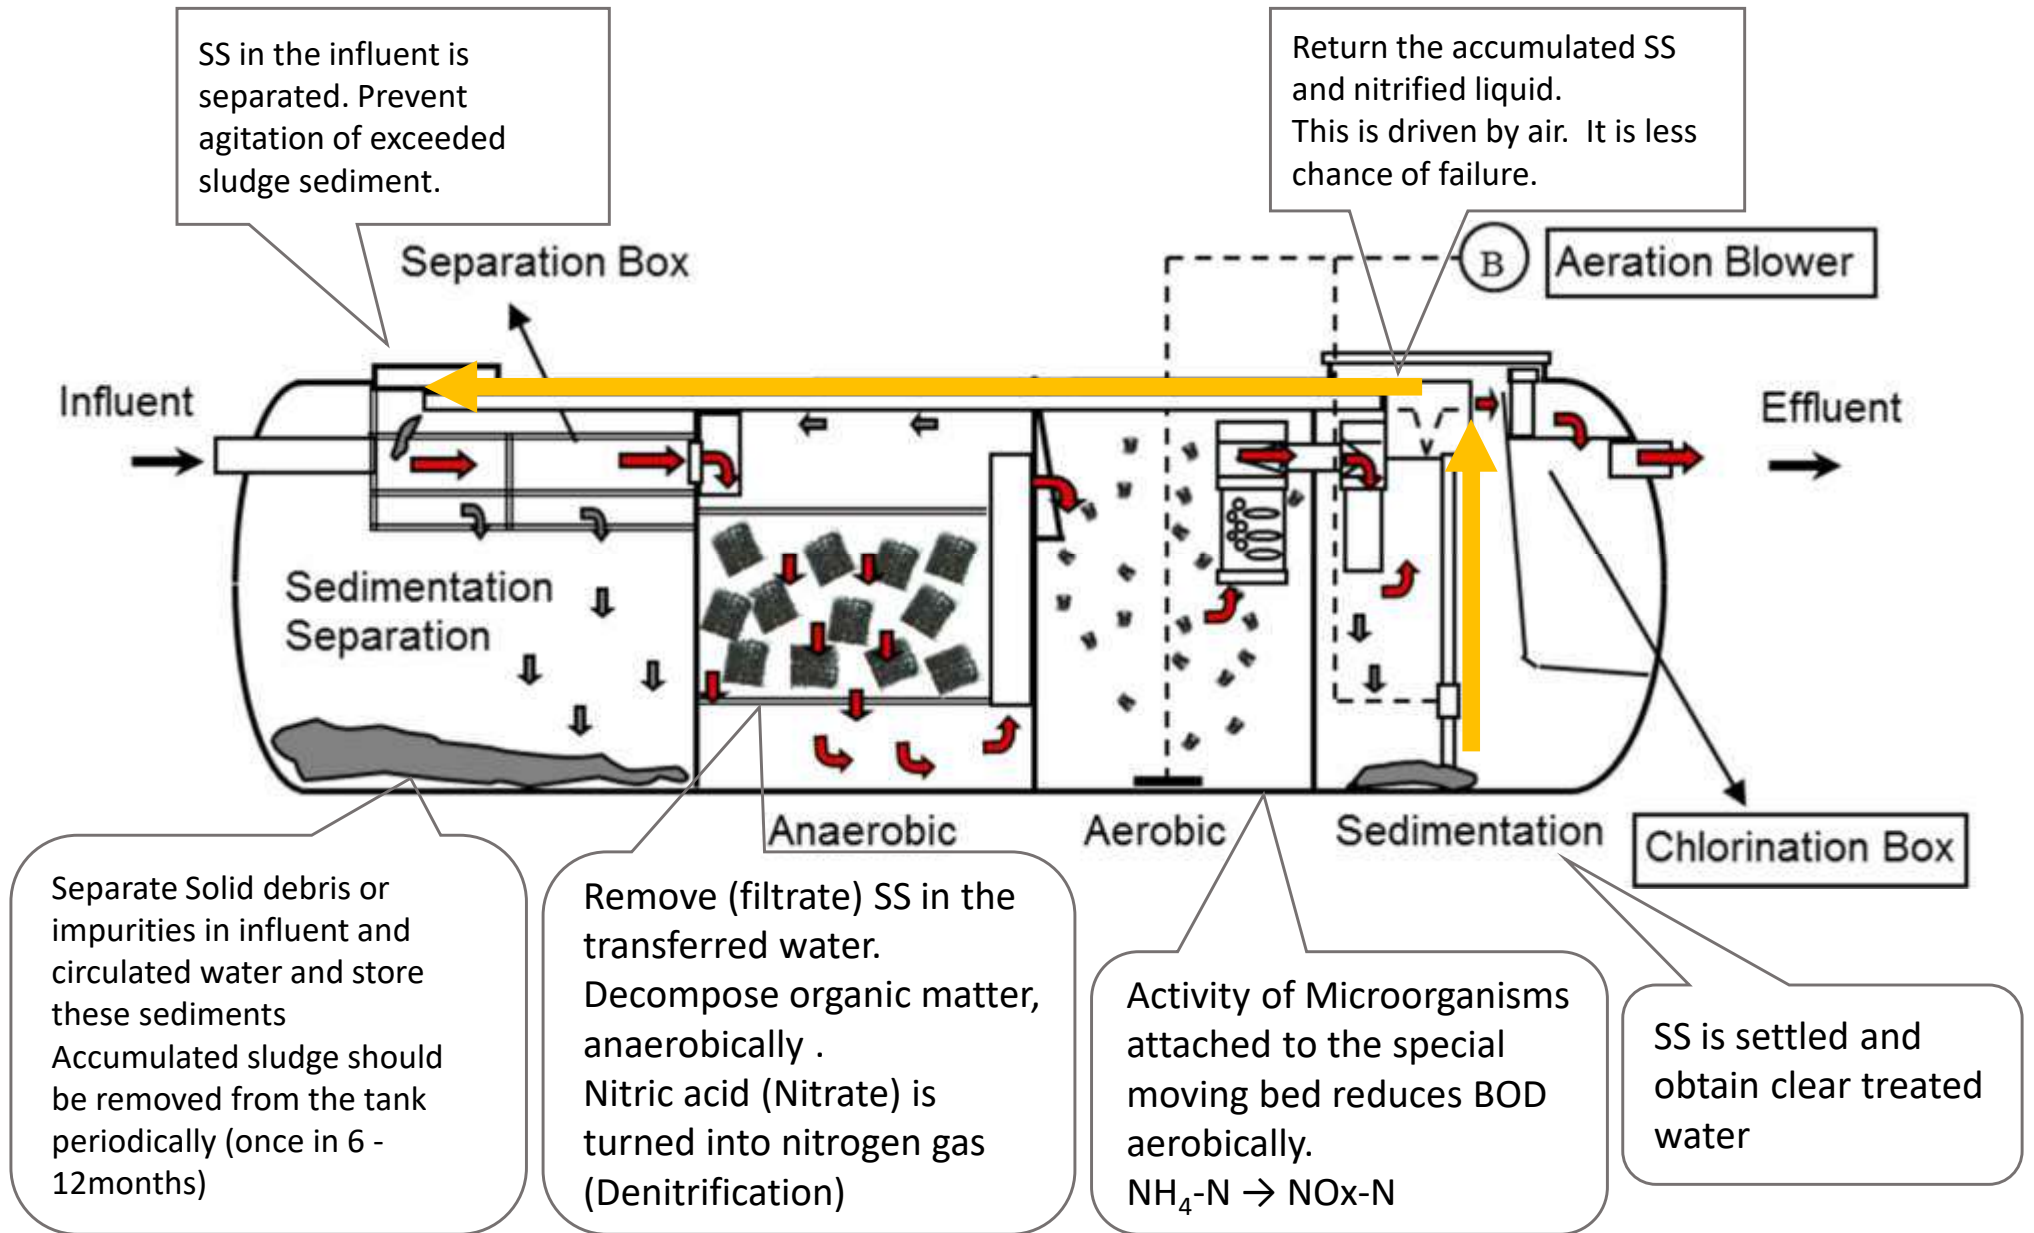 SS in the influent is
separated. Prevent
agitation of exceeded
sludge sediment.
Return the accumulated SS
and nitrified liquid.
This is driven by air.  It is less
chance of failure.
Separation Box
B
Aeration Blower
Influent
Effluent
Sedimentation
Separation
Anaerobic
Aerobic
Sedimentation
Chlorination Box
Separate Solid debris or
impurities in influent and
circulated water and store
these sediments
Accumulated sludge should
be removed from the tank
periodically (once in 6 -
12months)
Remove (filtrate) SS in the
transferred water.
Decompose organic matter,
anaerobically .
Nitric acid (Nitrate) is
turned into nitrogen gas
(Denitrification)
Activity of Microorganisms
attached to the special
moving bed reduces BOD
aerobically.
NH₄-N → NOx-N
SS is settled and
obtain clear treated
water